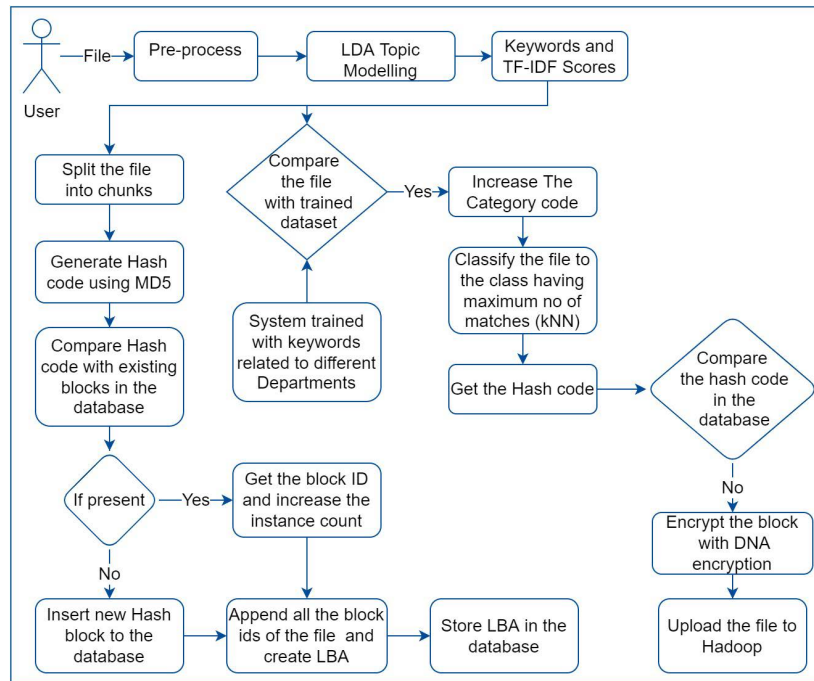 File
User
Pre-process
LDA Topic
Modelling
Keywords and
TF-IDF Scores
Split the file
into chunks
Compare
the file
with trained
dataset
Yes
Increase The
Category code
Generate Hash
code using MD5
Classify the file to
the class having
maximum no of
matches (kNN)
System trained
with keywords
related to different
Departments
Compare Hash
code with existing
blocks in the
database
Get the Hash code
Compare
the hash code
in the
database
If present
Yes
Get the block ID
and increase the
instance count
No
Encrypt the block
with DNA
encryption
No
Insert new Hash
block to the
database
Append all the block
ids of the file and
create LBA
Store LBA in the
database
Upload the file to
Hadoop